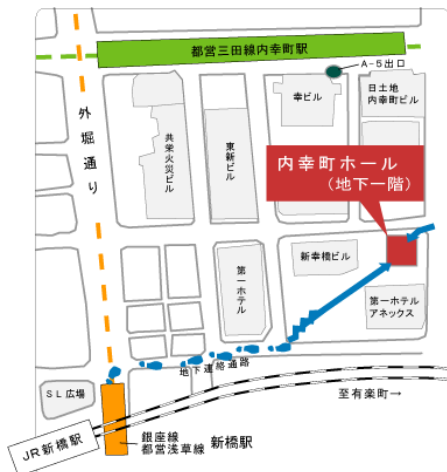 都営三田線内幸町駅
A-5出口
外堀通り
共栄火災ビル
東新ビル
幸ビル
日土地
内幸町ビル
内幸町ホール
(地下一階)
第一ホテル
新幸橋ビル
第一ホテル
アネックス
地下連絡通路
SL広場
至有楽町→
JR新橋駅
銀座線
都営浅草線
新橋駅